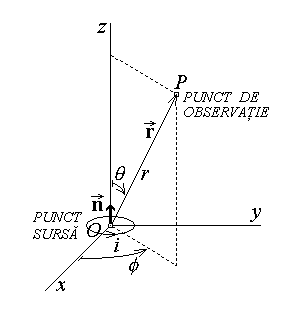 z
P
PUNCT DE
OBSERVAȚIE
r⃗
θ
r
n⃗
PUNCT
SURSĂ
O
i
y
ϕ
x